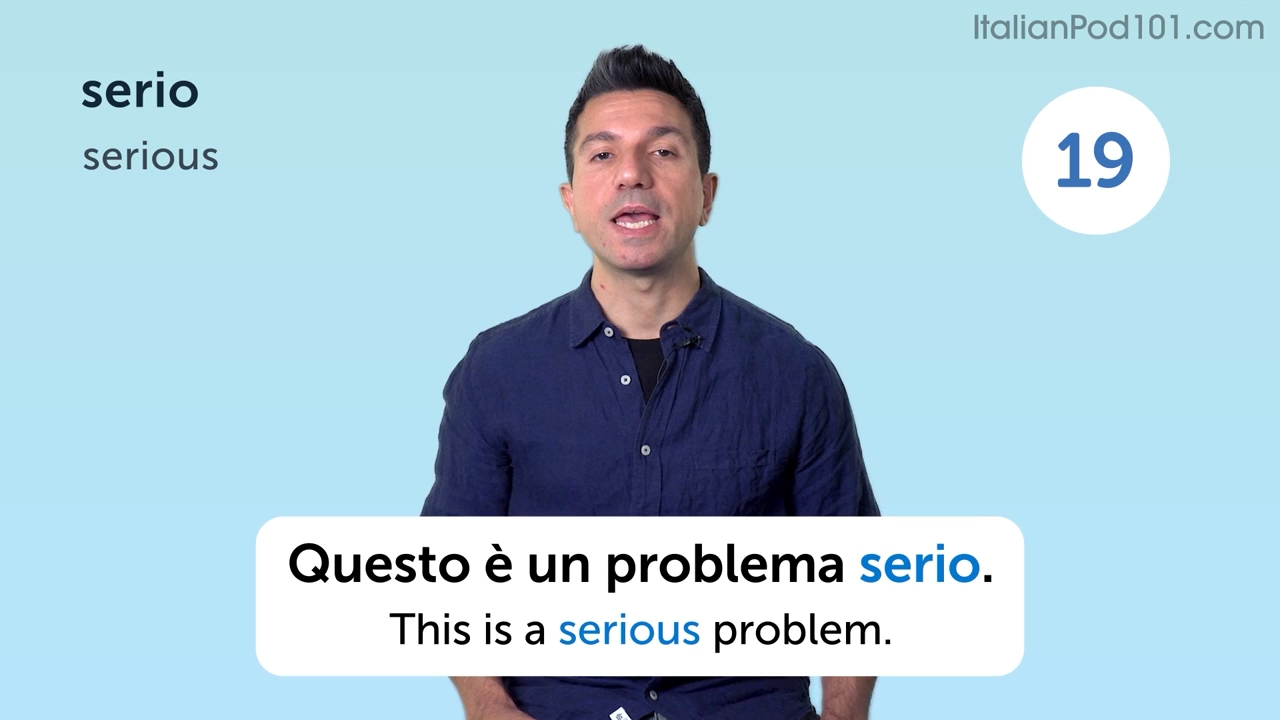 ItalianPod101.com
serio
serious
19
Questo è un problema serio.
This is a serious problem.